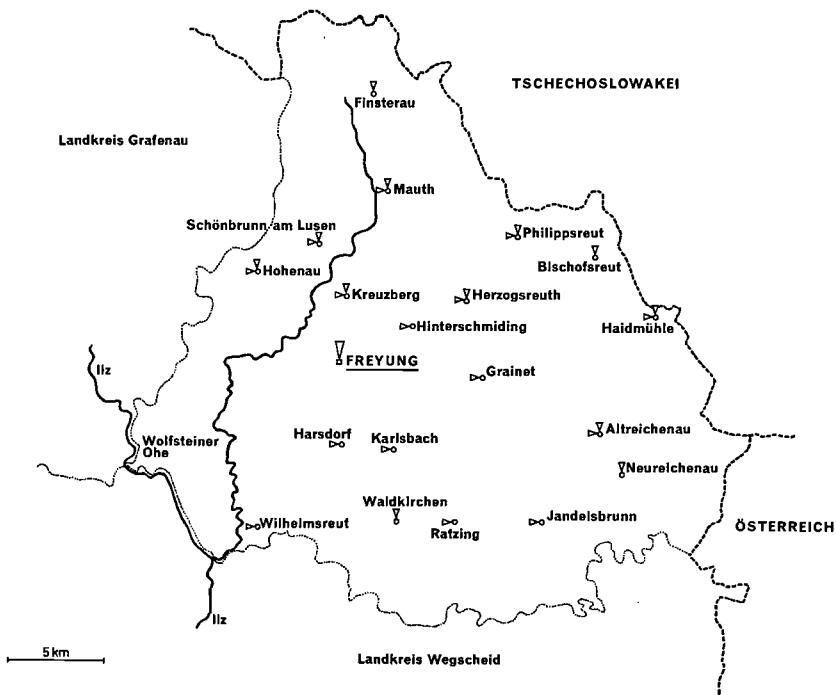 TSCHECHOSLOWAKEI
Finsterau
Landkreis Grafenau
Mauth
Schönbrunn am Lusen
Philippsreut
Bischofsreut
Hohenau
Kreuzberg
Herzogsreuth
Hinterschmiding
Haidmühle
FREYUNG
Ilz
Grainet
Harsdorf
Karlsbach
Altreichenau
Wolfsteiner
Ohe
Neureichenau
Waldkirchen
Wilhelmsreut
Ratzing
Jandelsbrunn
ÖSTERREICH
Ilz
5 km
Landkreis Wegscheid